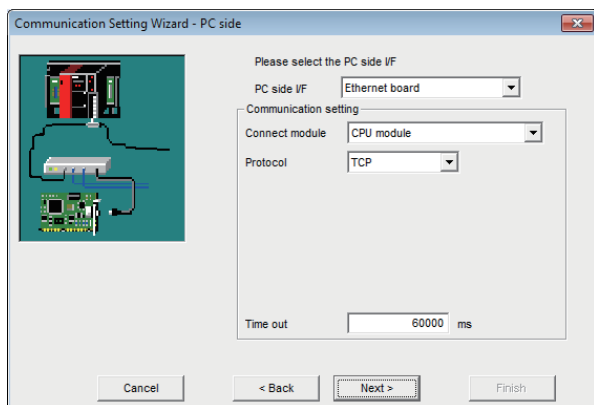 Communication Setting Wizard - PC side
Please select the PC side I/F
PC side I/F Ethernet board
Communication setting
Connect module CPU module
Protocol TCP
Time out 60000 ms
Cancel < Back Next > Finish